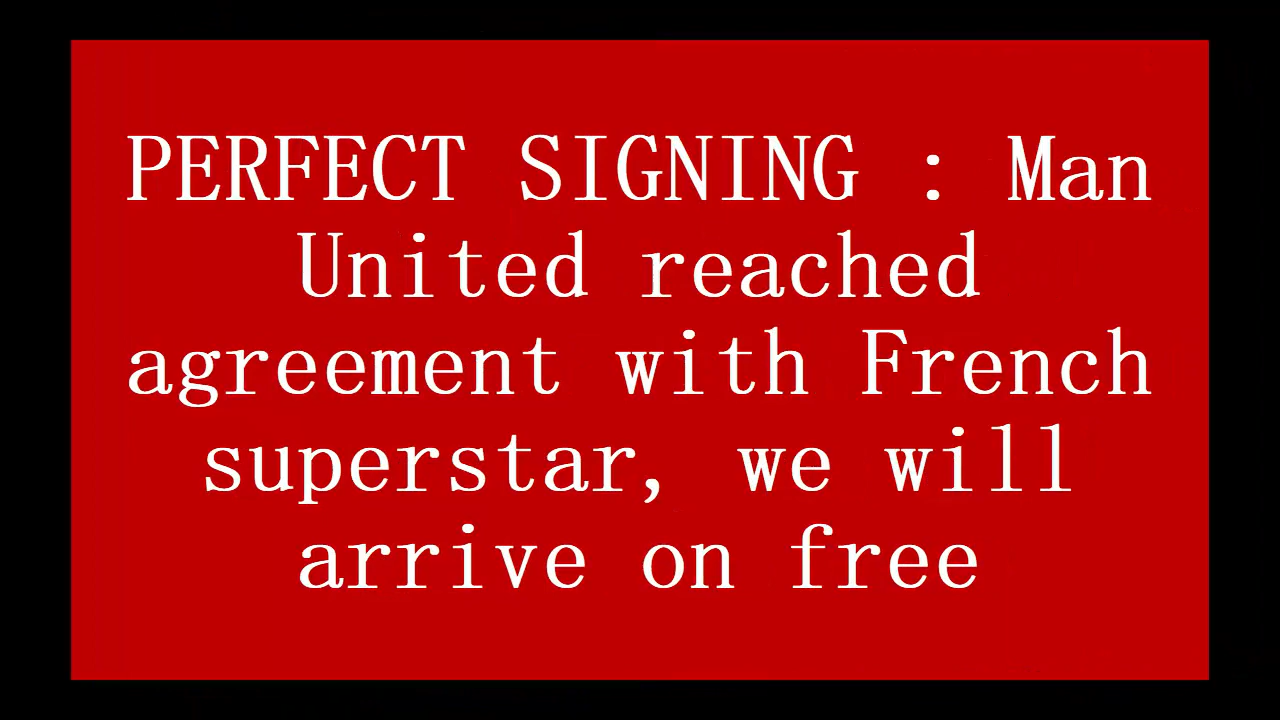 PERFECT SIGNING : Man
United reached
agreement with French
superstar, we will
arrive on free